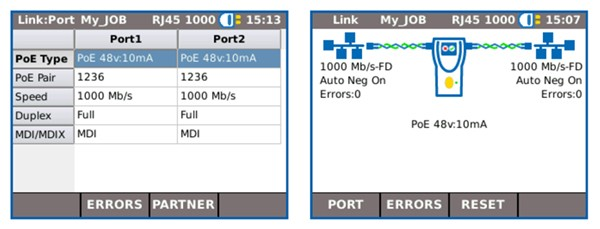 Link:Port My_JOB RJ45 1000 15:13
Port1 Port2
PoE Type PoE 48v:10mA PoE 48v:10mA
PoE Pair 1236 1236
Speed 1000 Mb/s 1000 Mb/s
Duplex Full Full
MDI/MDIX MDI MDI
ERRORS PARTNER
Link My_JOB RJ45 1000 15:07
1000 Mb/s-FD 1000 Mb/s-FD
Auto Neg On Auto Neg On
Errors:0 Errors:0
PoE 48v:10mA
PORT ERRORS RESET